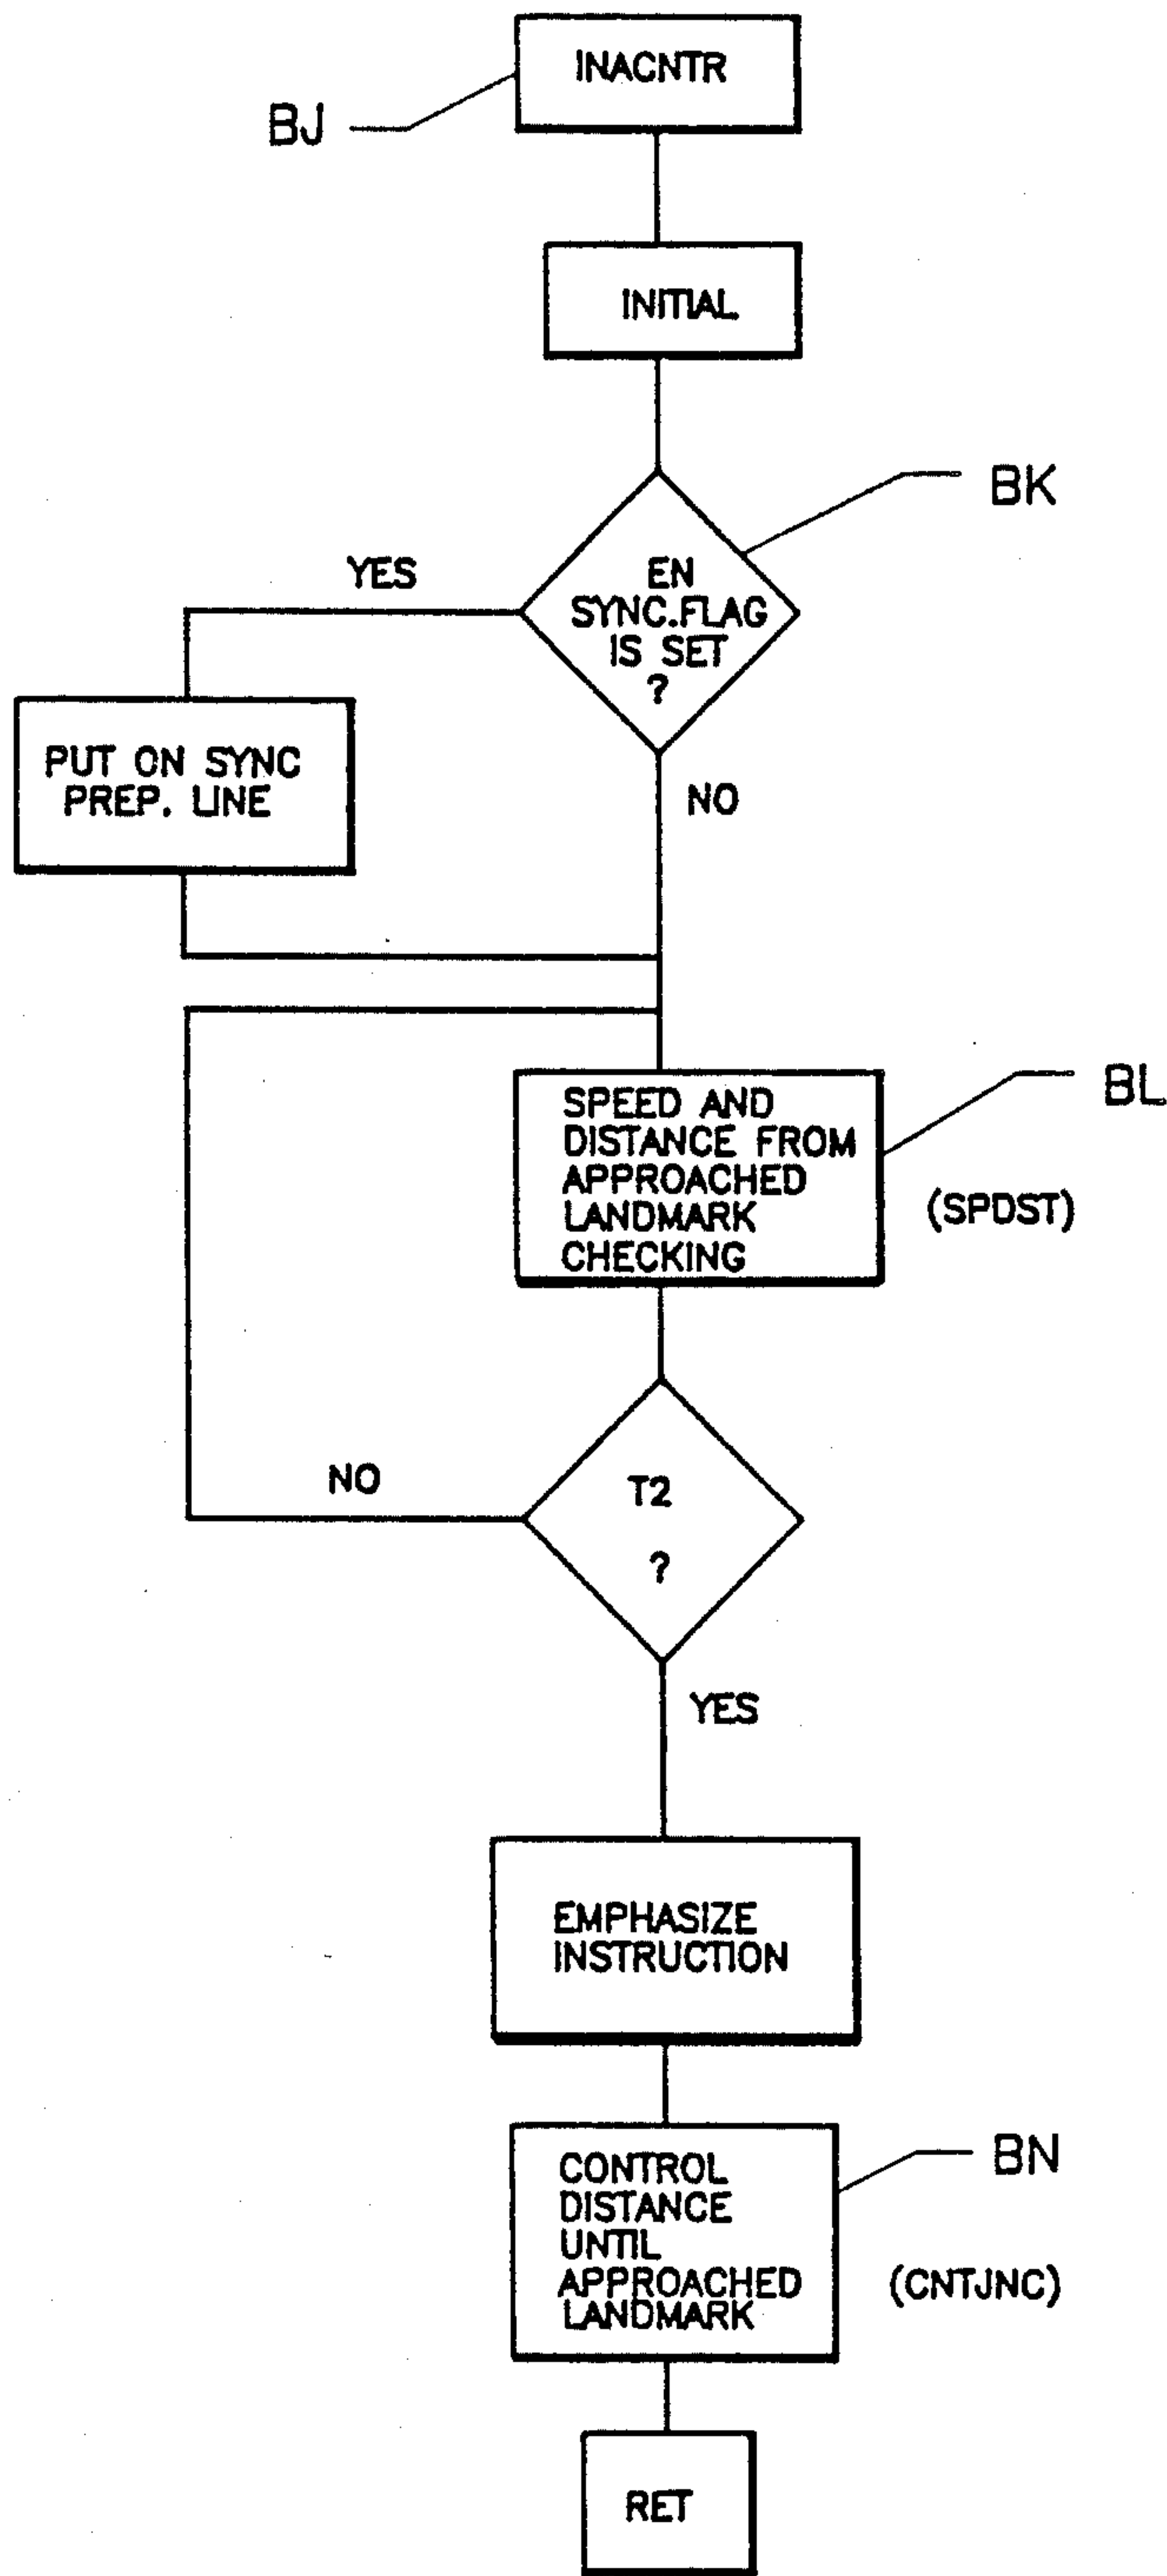 INACNTR
BJ
INITIAL
BK
YES
EN
SYNC.FLAG
IS SET
?
PUT ON SYNC
PREP. LINE
NO
BL
SPEED AND
DISTANCE FROM
APPROACHED
LANDMARK
CHECKING
(SPDST)
NO
T2
?
YES
EMPHASIZE
INSTRUCTION
BN
CONTROL
DISTANCE
UNTIL
APPROACHED
LANDMARK
(CNTJNC)
RET